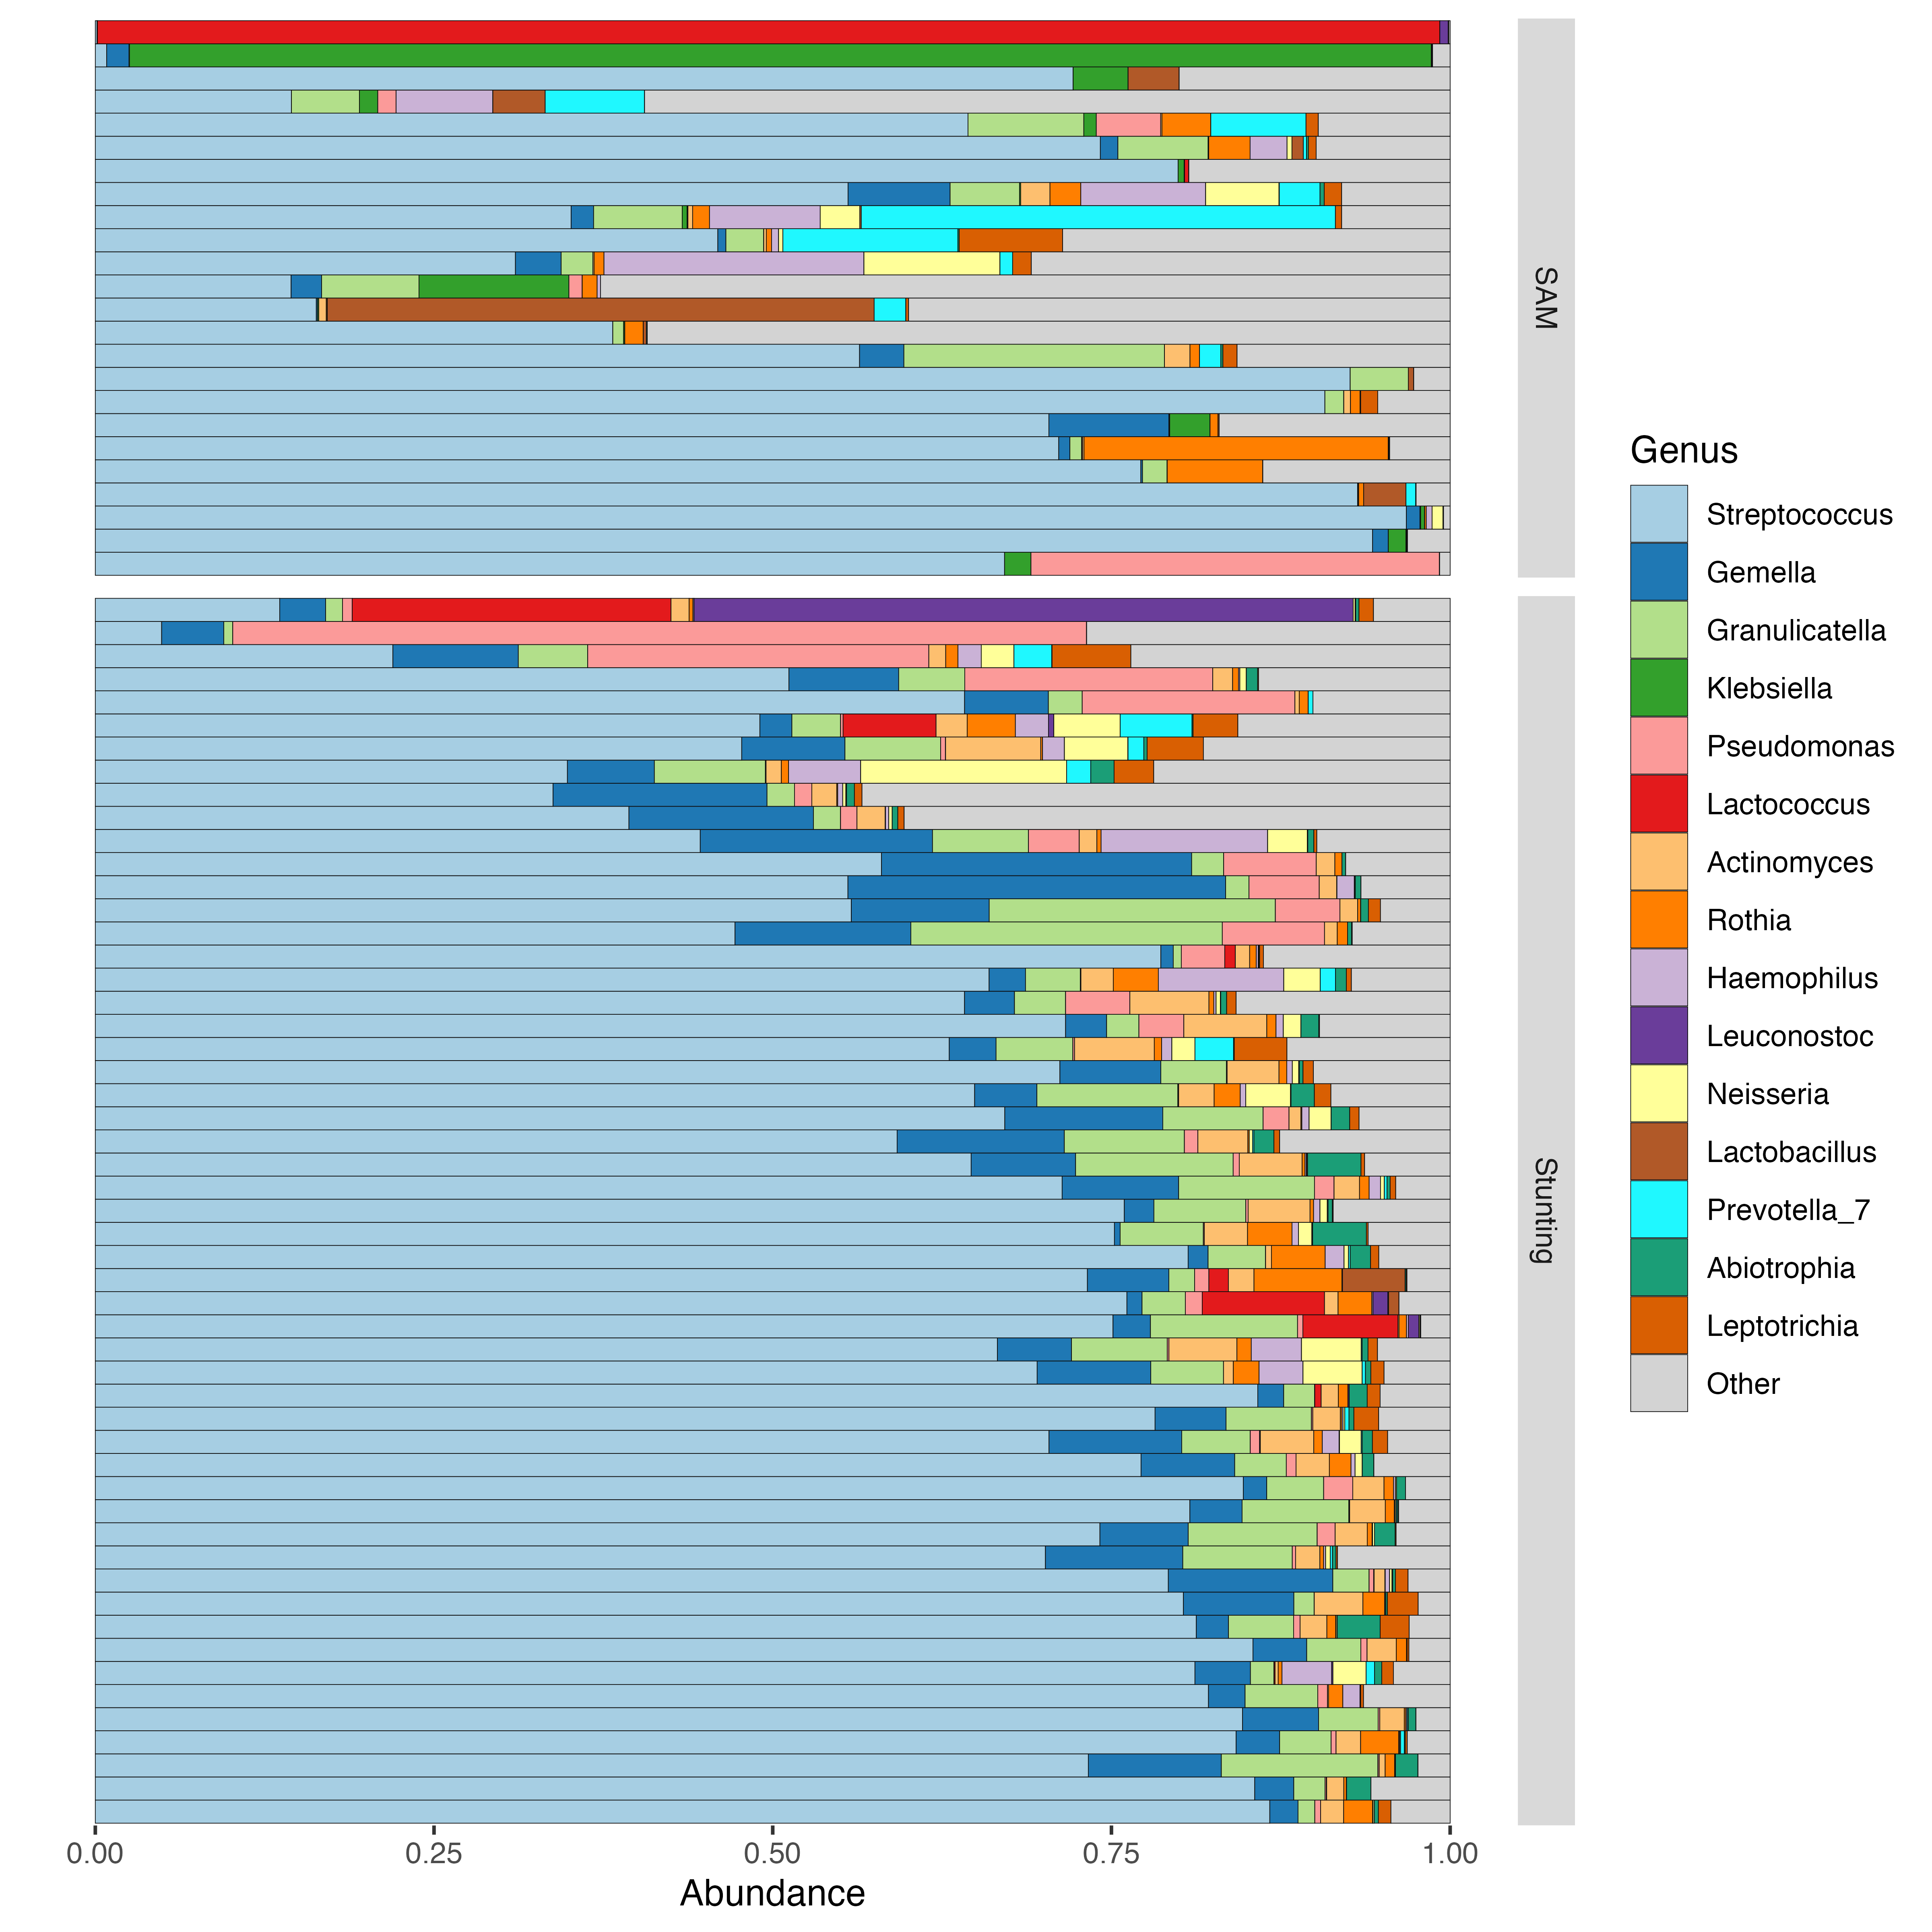 SAM
Stunting
Genus
Streptococcus
Gemella
Granulicatella
Klebsiella
Pseudomonas
Lactococcus
Actinomyces
Rothia
Haemophilus
Leuconostoc
Neisseria
Lactobacillus
Prevotella_7
Abiotrophia
Leptotrichia
Other
0.00 0.25 0.50 0.75 1.00
Abundance